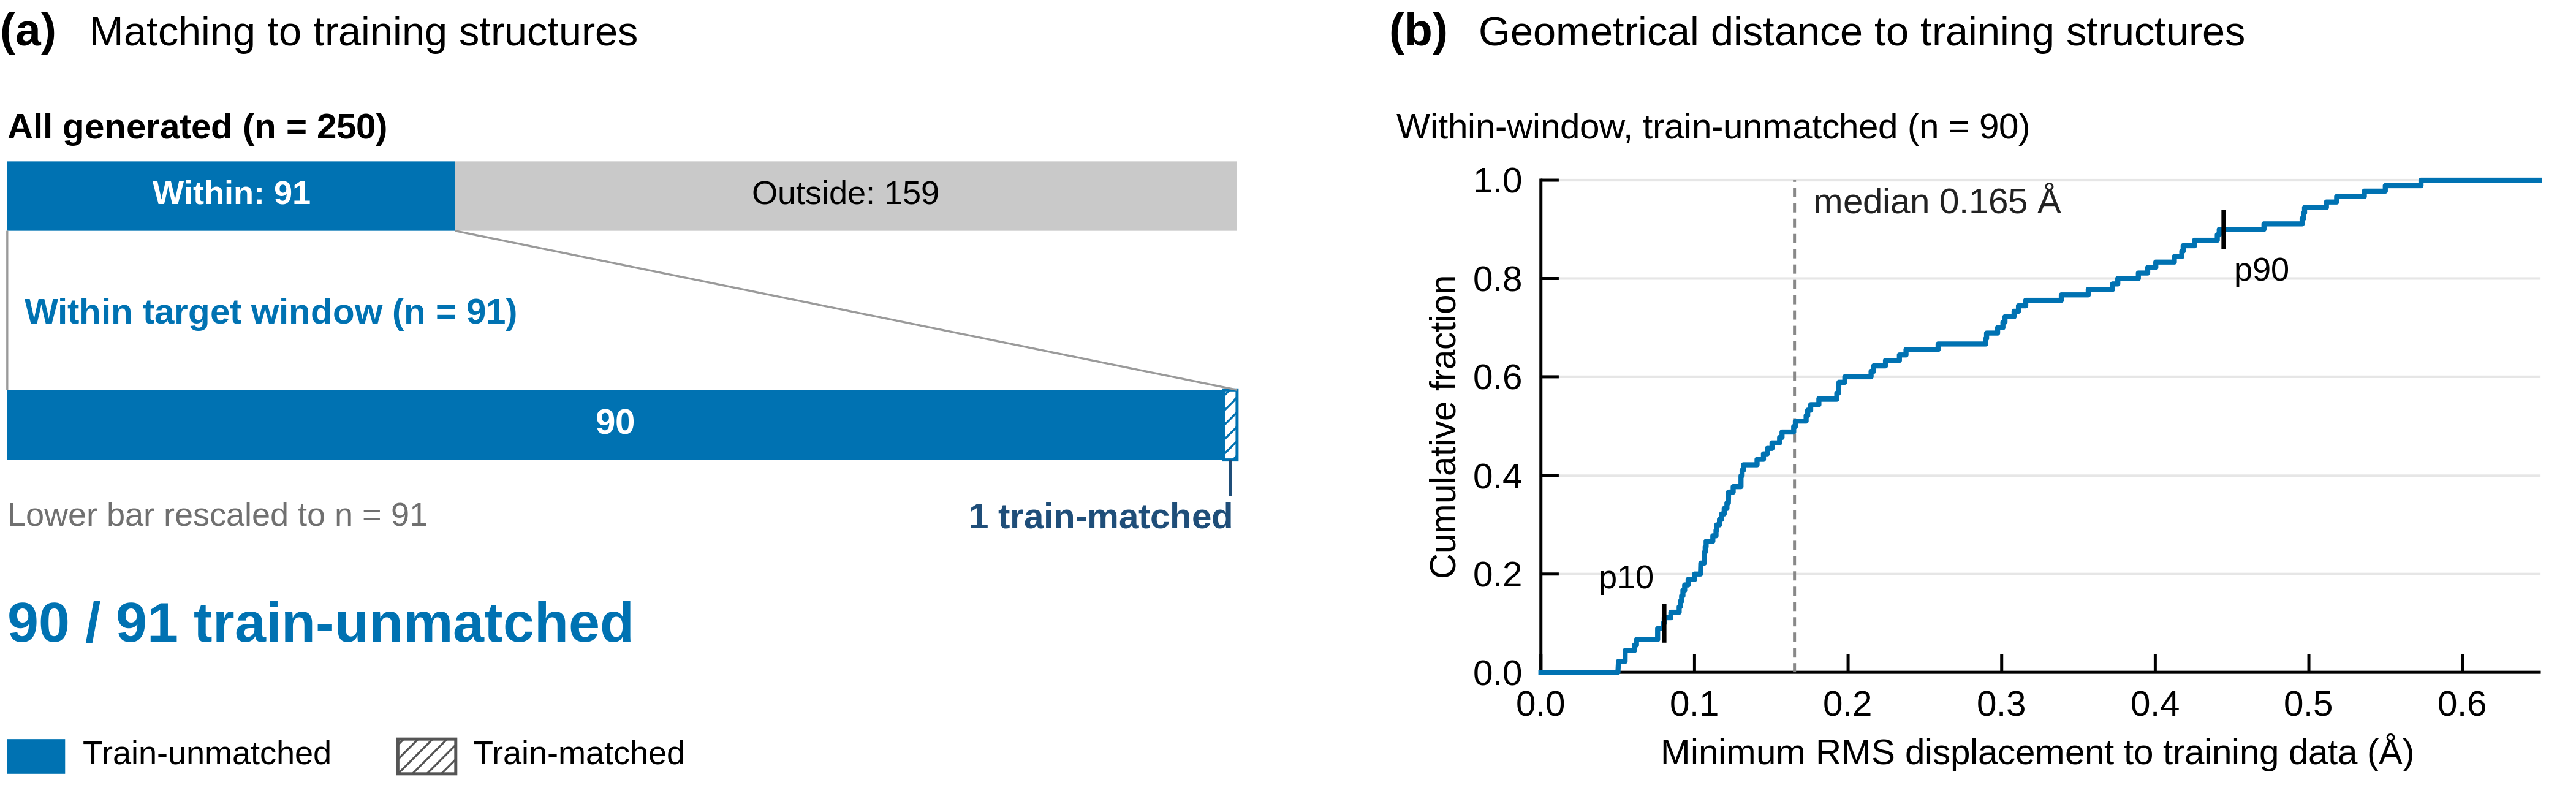 (a) Matching to training structures
All generated (n = 250)
Within: 91
Outside: 159
Within target window (n = 91)
90
Lower bar rescaled to n = 91
1 train-matched
90 / 91 train-unmatched
Train-unmatched
Train-matched
(b) Geometrical distance to training structures
Within-window, train-unmatched (n = 90)
Cumulative fraction
1.0
0.8
0.6
0.4
0.2
0.0
median 0.165 Å
p90
p10
0.0 0.1 0.2 0.3 0.4 0.5 0.6
Minimum RMS displacement to training data (Å)